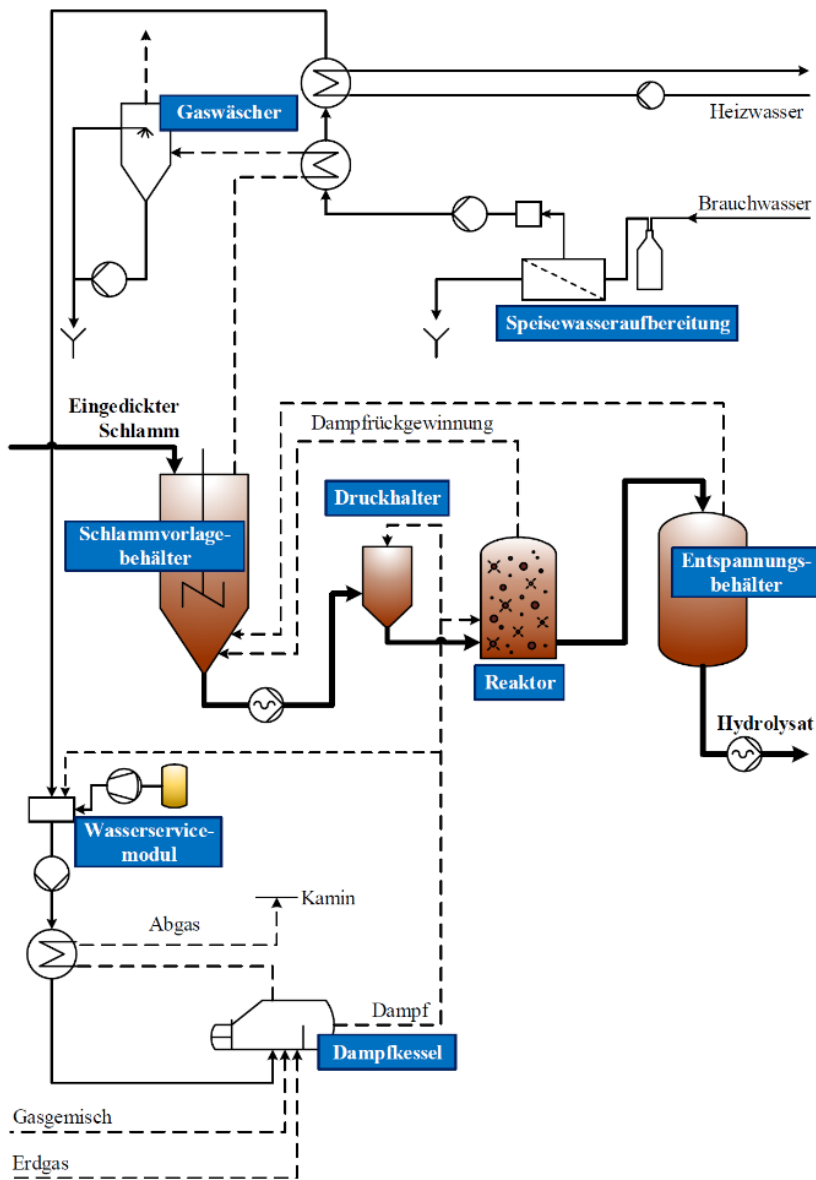 Gaswäscher
Heizwasser
Brauchwasser
Speisewasseraufbereitung
Eingedickter
Schlamm
Dampfrückgewinnung
Druckhalter
Schlammvorlage-
behälter
Entspannungs-
behälter
Reaktor
Hydrolysat
Wasserservice-
modul
Kamin
Abgas
Dampf
Dampfkessel
Gasgemisch
Erdgas